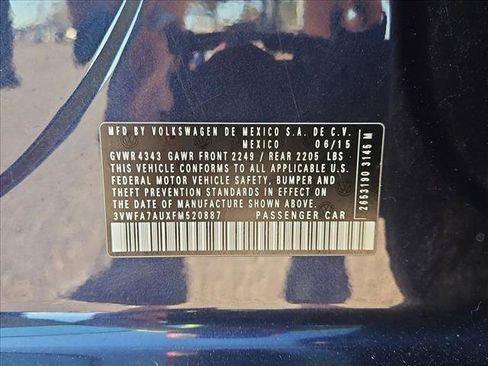 MFD BY VOLKSWAGEN DE MEXICO S.A. DE C.V.
MEXICO 06/15
GVWR 4343 GAWR FRONT 2249 / REAR 2205 LBS
THIS VEHICLE CONFORMS TO ALL APPLICABLE U.S.
FEDERAL MOTOR VEHICLE SAFETY, BUMPER AND
THEFT PREVENTION STANDARDS IN EFFECT ON
THE DATE OF MANUFACTURE SHOWN ABOVE.
3VWFA7AUXFM520887 PASSENGER CAR
2653190 3145 M